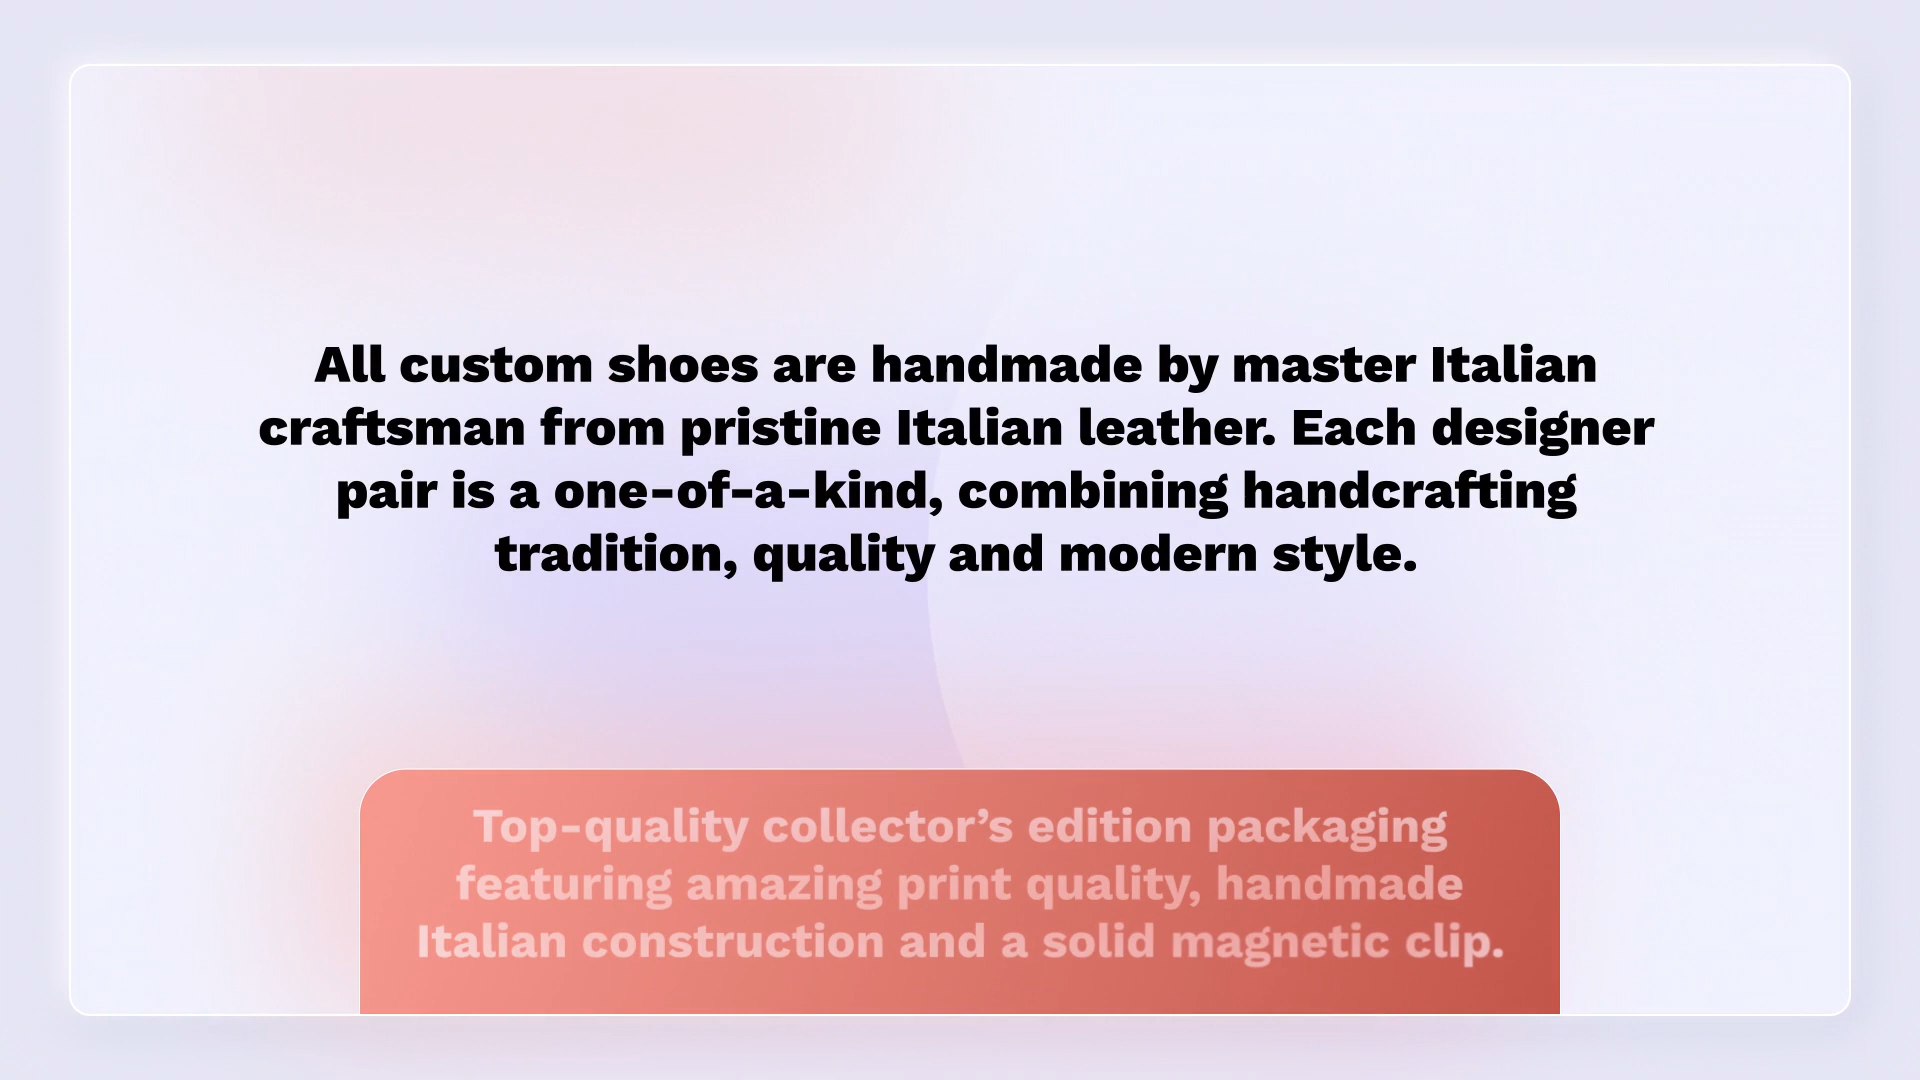 All custom shoes are handmade by master Italian
craftsman from pristine Italian leather. Each designer
pair is a one-of-a-kind, combining handcrafting
tradition, quality and modern style.
Top-quality collector’s edition packaging
featuring amazing print quality, handmade
Italian construction and a solid magnetic clip.